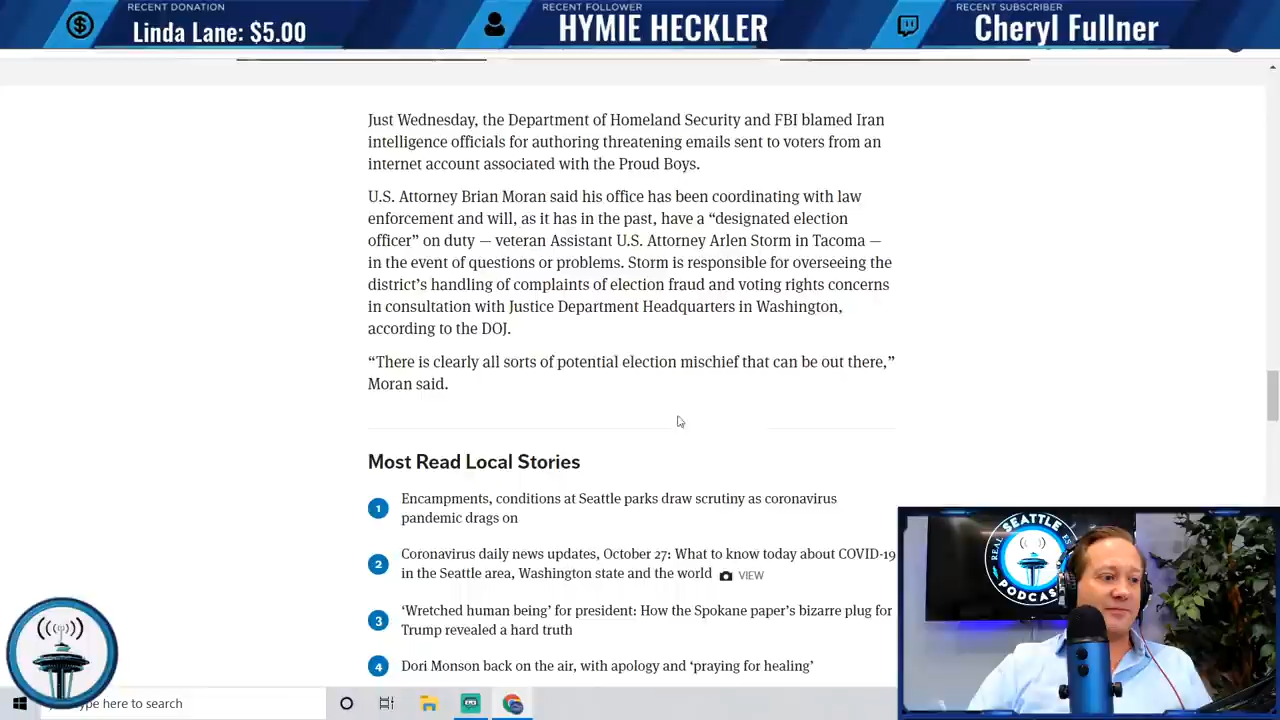 RECENT DONATION
Linda Lane: $5.00
RECENT FOLLOWER
HYMIE HECKLER
RECENT SUBSCRIBER
Cheryl Fullner
Just Wednesday, the Department of Homeland Security and FBI blamed Iran
intelligence officials for authoring threatening emails sent to voters from an
internet account associated with the Proud Boys.
U.S. Attorney Brian Moran said his office has been coordinating with law
enforcement and will, as it has in the past, have a “designated election
officer” on duty — veteran Assistant U.S. Attorney Arlen Storm in Tacoma —
in the event of questions or problems. Storm is responsible for overseeing the
district’s handling of complaints of election fraud and voting rights concerns
in consultation with Justice Department Headquarters in Washington,
according to the DOJ.
“There is clearly all sorts of potential election mischief that can be out there,”
Moran said.
Most Read Local Stories
1 Encampments, conditions at Seattle parks draw scrutiny as coronavirus
pandemic drags on
2 Coronavirus daily news updates, October 27: What to know today about COVID-19
in the Seattle area, Washington state and the world VIEW
3 ‘Wretched human being’ for president: How the Spokane paper’s bizarre plug for
Trump revealed a hard truth
4 Dori Monson back on the air, with apology and ‘praying for healing’
REAL SEATTLE
PODCAS
ype here to search